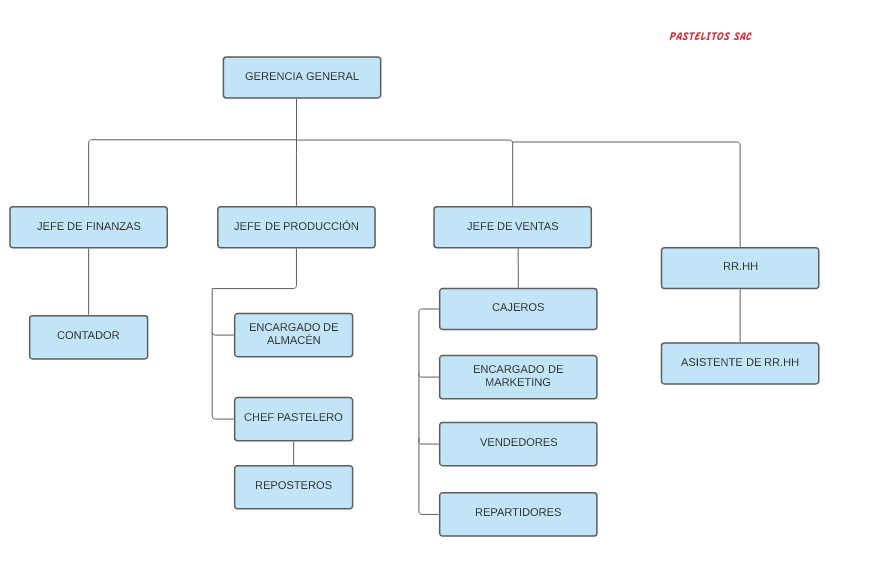 PASTELITOS SAC
GERENCIA GENERAL
JEFE DE FINANZAS
JEFE DE PRODUCCIÓN
JEFE DE VENTAS
RR.HH
CONTADOR
ENCARGADO DE
ALMACÉN
CHEF PASTELERO
REPOSTEROS
CAJEROS
ENCARGADO DE
MARKETING
VENDEDORES
REPARTIDORES
ASISTENTE DE RR.HH